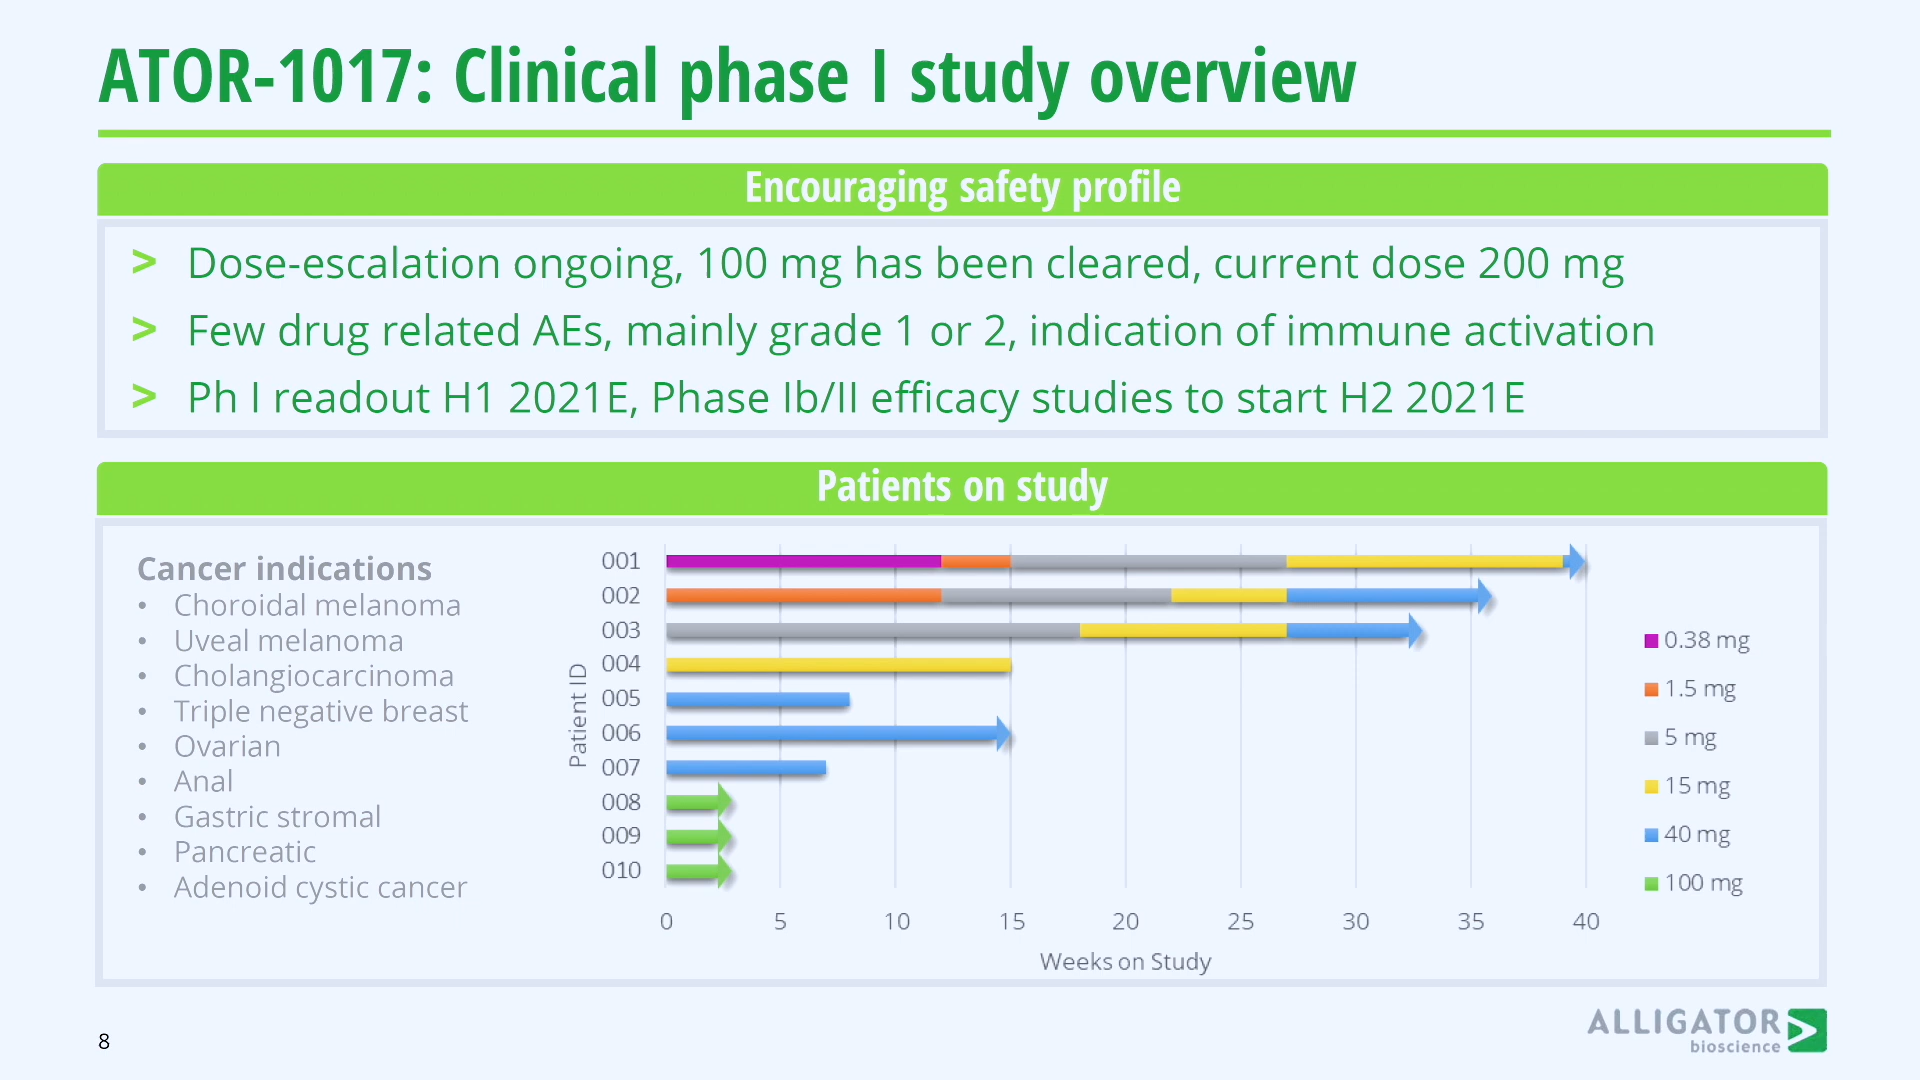 ATOR-1017: Clinical phase I study overview
Encouraging safety profile
> Dose-escalation ongoing, 100 mg has been cleared, current dose 200 mg
> Few drug related AEs, mainly grade 1 or 2, indication of immune activation
> Ph I readout H1 2021E, Phase Ib/II efficacy studies to start H2 2021E
Patients on study
Cancer indications
• Choroidal melanoma
• Uveal melanoma
• Cholangiocarcinoma
• Triple negative breast
• Ovarian
• Anal
• Gastric stromal
• Pancreatic
• Adenoid cystic cancer
Patient ID
001
002
003
004
005
006
007
008
009
010
0 5 10 15 20 25 30 35 40
Weeks on Study
0.38 mg
1.5 mg
5 mg
15 mg
40 mg
100 mg
8
ALLIGATOR
bioscience